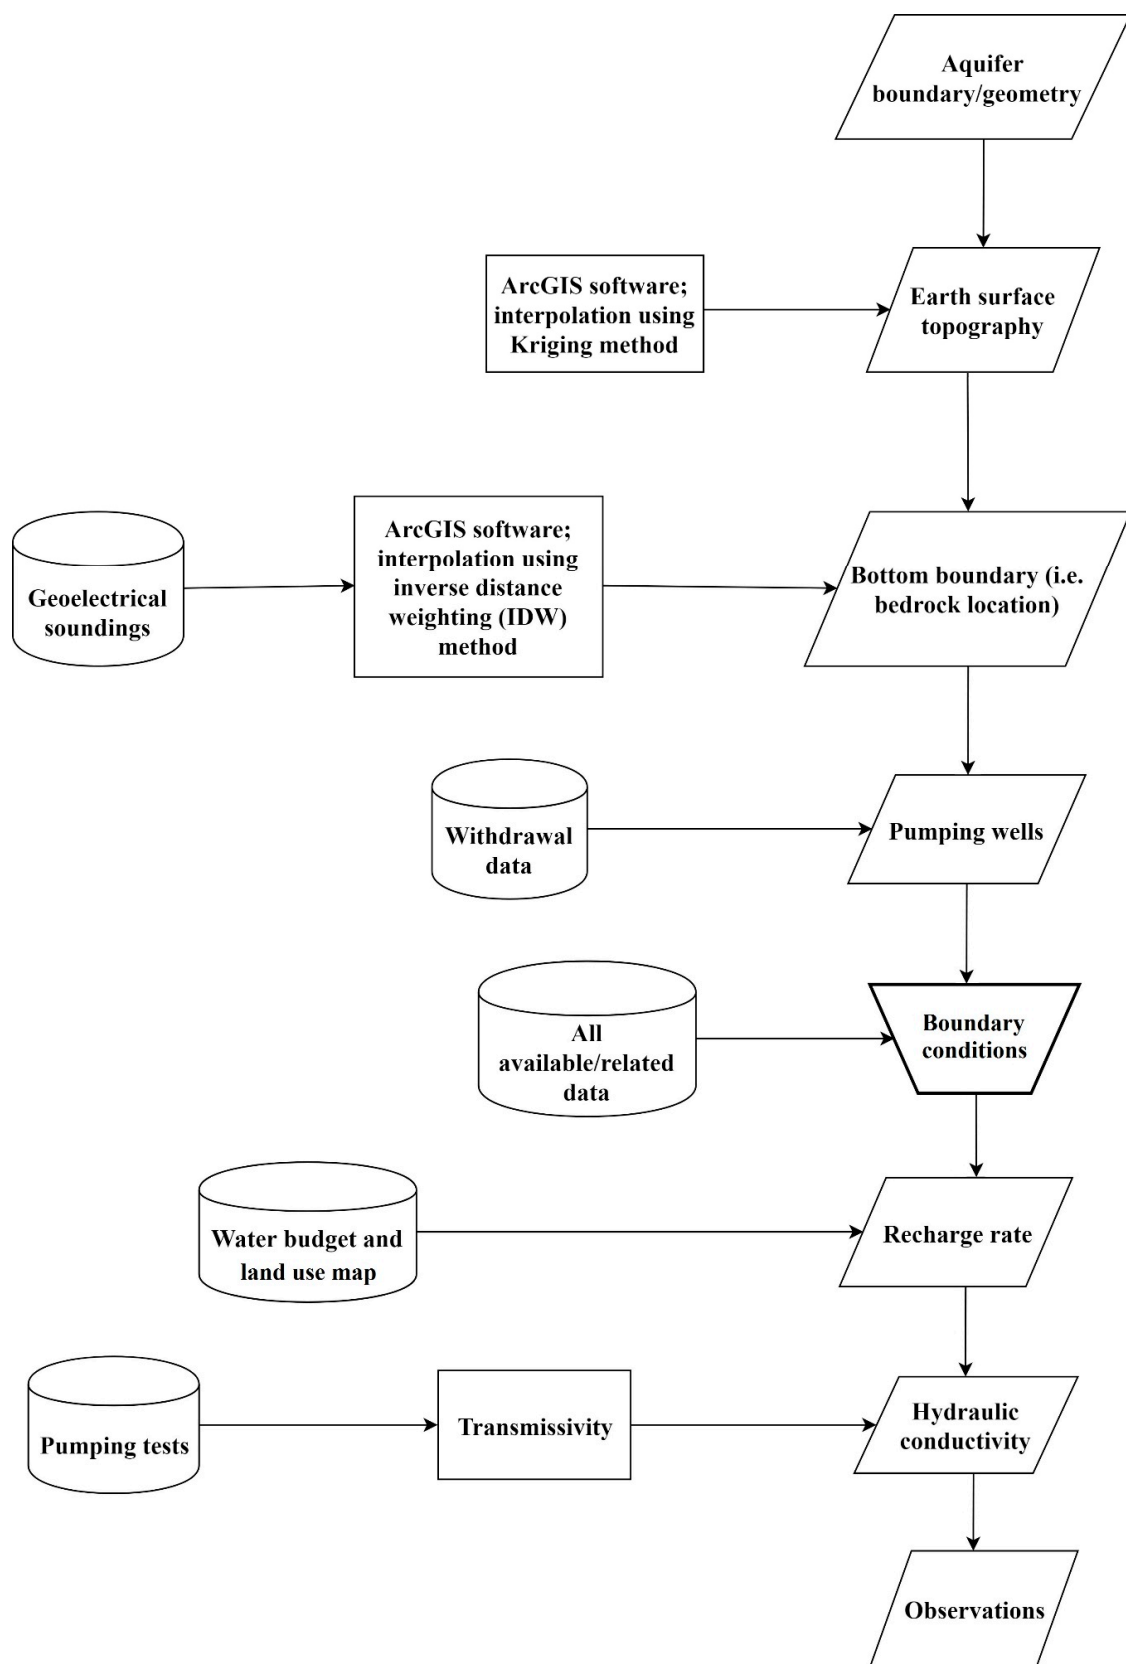 Aquifer
boundary/geometry
ArcGIS software;
interpolation using
Kriging method
Earth surface
topography
Geoelectrical
soundings
ArcGIS software;
interpolation using
inverse distance
weighting (IDW)
method
Bottom boundary (i.e.
bedrock location)
Withdrawal
data
Pumping wells
All
available/related
data
Boundary
conditions
Water budget and
land use map
Recharge rate
Pumping tests
Transmissivity
Hydraulic
conductivity
Observations